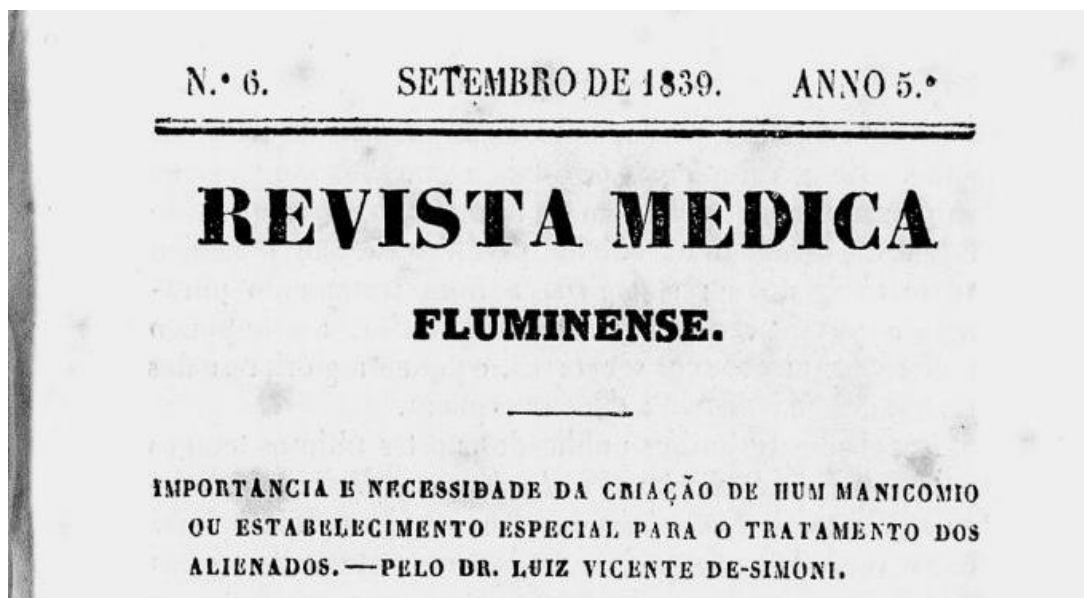 N.º 6. SETEMBRO DE 1839. ANNO 5.º
REVISTA MEDICA
FLUMINENSE.
IMPORTANCIA E NECESSIDADE DA CRIAÇÃO DE HUM MANICOMIO
OU ESTABELECIMENTO ESPECIAL PARA O TRATAMENTO DOS
ALIENADOS.—PELO DR. LUIZ VICENTE DE-SIMONI.